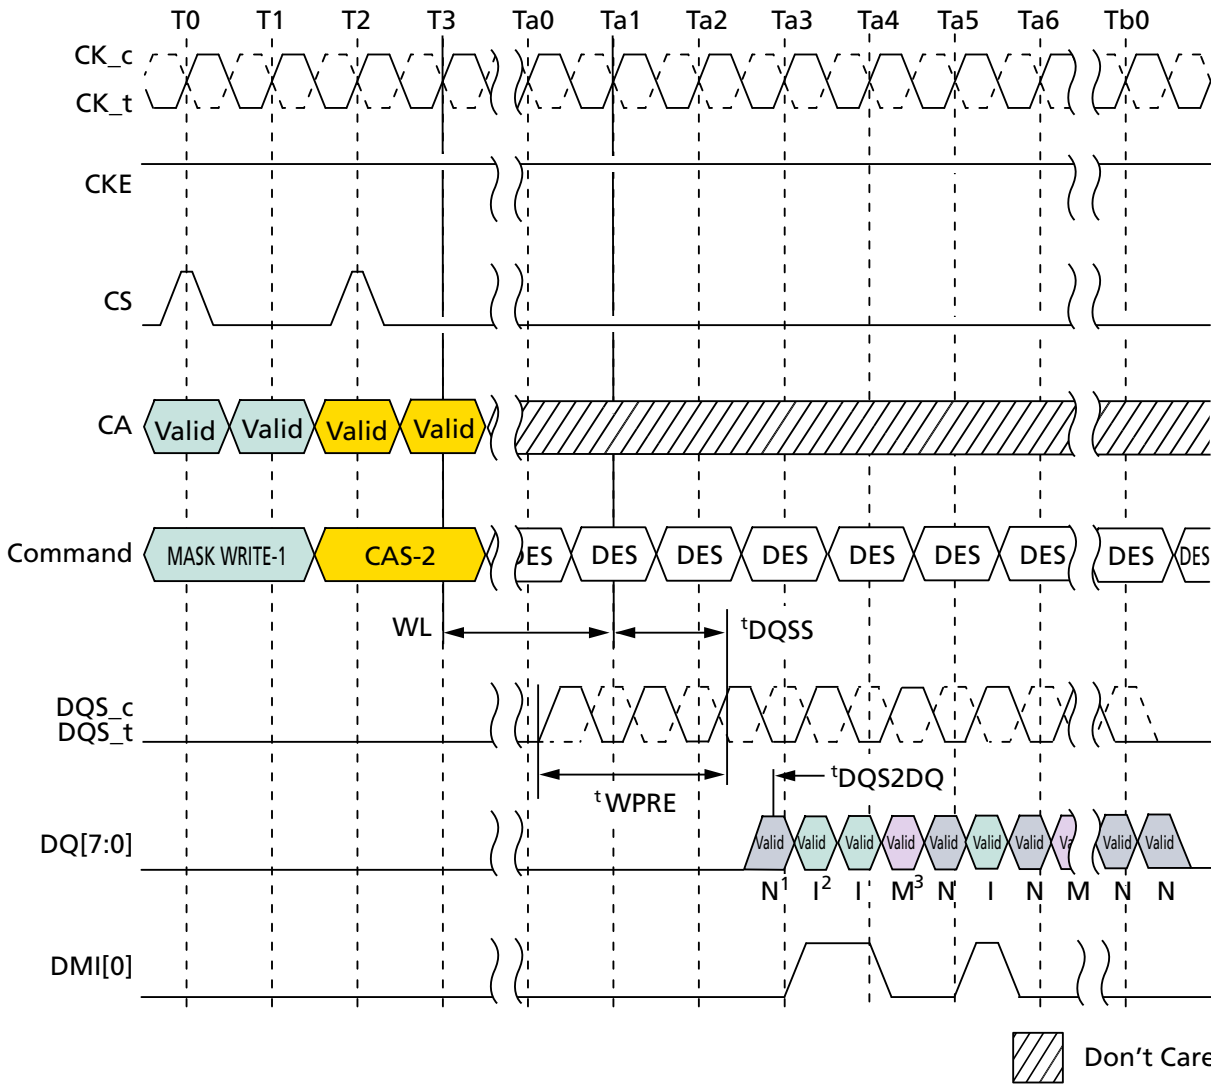 T0 T1 T2 T3 Ta0 Ta1 Ta2 Ta3 Ta4 Ta5 Ta6 Tb0
CK_c
CK_t
CKE
CS
CA Valid Valid Valid Valid
Command MASK WRITE-1 CAS-2 DES DES DES DES DES DES DES DES DES
WL tDQSS
DQS_c
DQS_t
tDQS2DQ
tWPRE
DQ[7:0] Valid Valid Valid Valid Valid Valid Valid Va Valid Valid
N1 I2 I M3 N I N M N N
DMI[0]
Don't Care